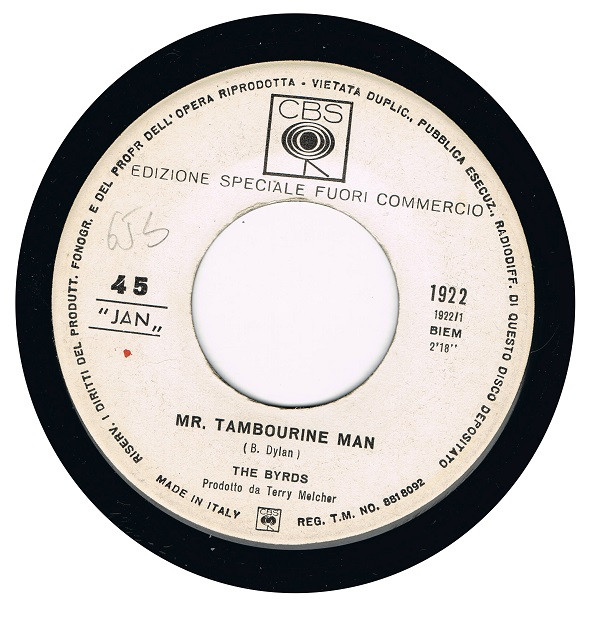 RISERV. I DIRITTI DEL PRODUTT. FONOGR. E DEL PROPR DELL'OPERA RIPRODOTTA - VIETATA DUPLIC., PUBBLICA ESECUZ., RADIODIFF. DI QUESTO DISCO DEPOSITATO
CBS
EDIZIONE SPECIALE FUORI COMMERCIO
45
"JAN„
1922
1922/1
BIEM
2'18''
MR. TAMBOURINE MAN
( B. Dylan )
THE BYRDS
Prodotto da Terry Melcher
MADE IN ITALY
CBS
REG. T.M. NO. 8818092